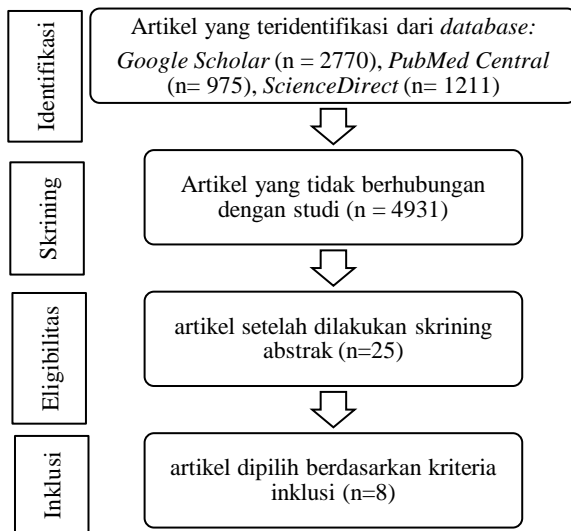 Identifikasi
Artikel yang teridentifikasi dari database:
Google Scholar (n = 2770), PubMed Central
(n= 975), ScienceDirect (n= 1211)
Skrining
Artikel yang tidak berhubungan
dengan studi (n = 4931)
Eligibilitas
artikel setelah dilakukan skrining
abstrak (n=25)
Inklusi
artikel dipilih berdasarkan kriteria
inklusi (n=8)